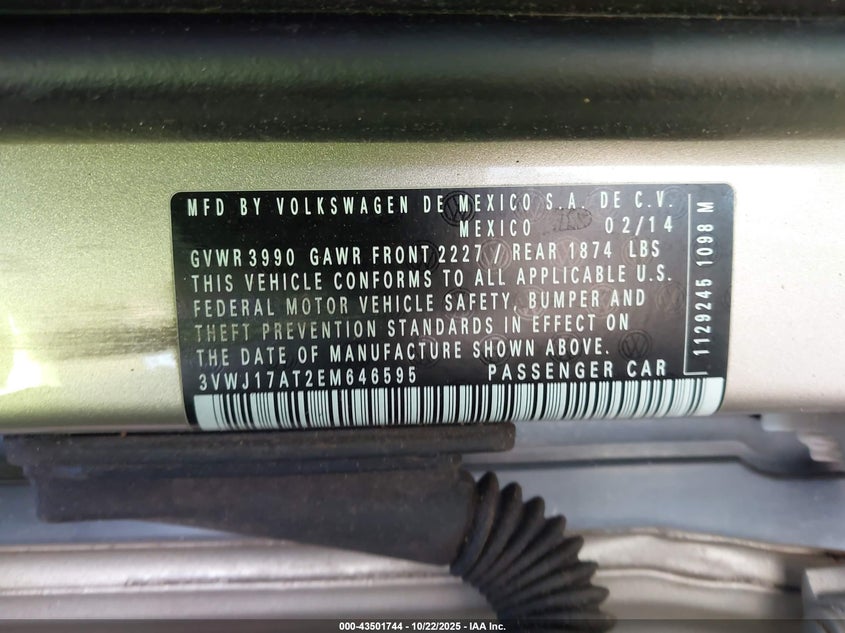 MFD BY VOLKSWAGEN DE MEXICO S.A. DE C.V.
MEXICO 02/14
GVWR 3990 GAWR FRONT 2227 / REAR 1874 LBS
THIS VEHICLE CONFORMS TO ALL APPLICABLE U.S.
FEDERAL MOTOR VEHICLE SAFETY, BUMPER AND
THEFT PREVENTION STANDARDS IN EFFECT ON
THE DATE OF MANUFACTURE SHOWN ABOVE.
3VWJ17AT2EM646595 PASSENGER CAR
1129245 1098 M
000-43501744 - 10/22/2025 - IAA Inc.